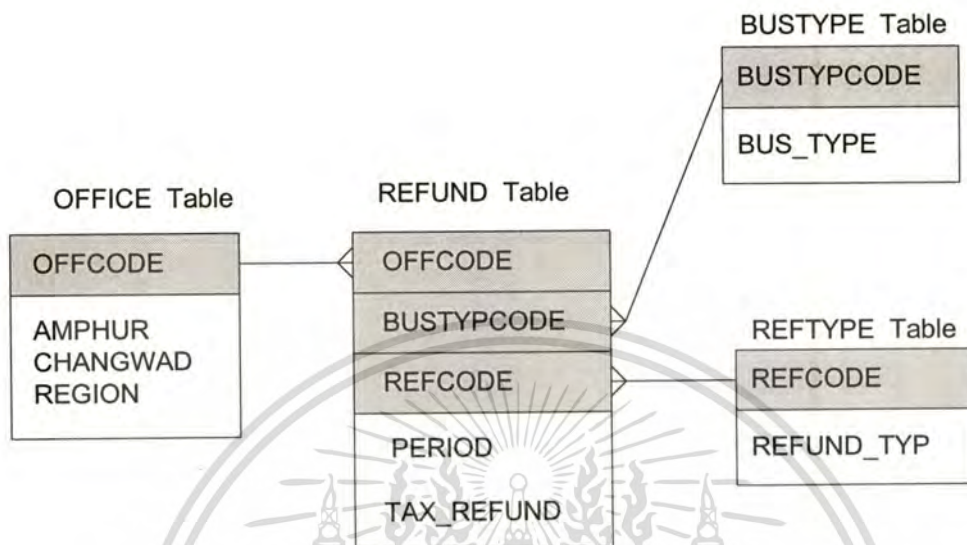 BUSTYPE Table
BUSTYPCODE
BUS_TYPE
OFFICE Table
OFFCODE
AMPHUR
CHANGWAD
REGION
REFUND Table
OFFCODE
BUSTYPCODE
REFCODE
PERIOD
TAX_REFUND
REFTYPE Table
REFCODE
REFUND_TYP